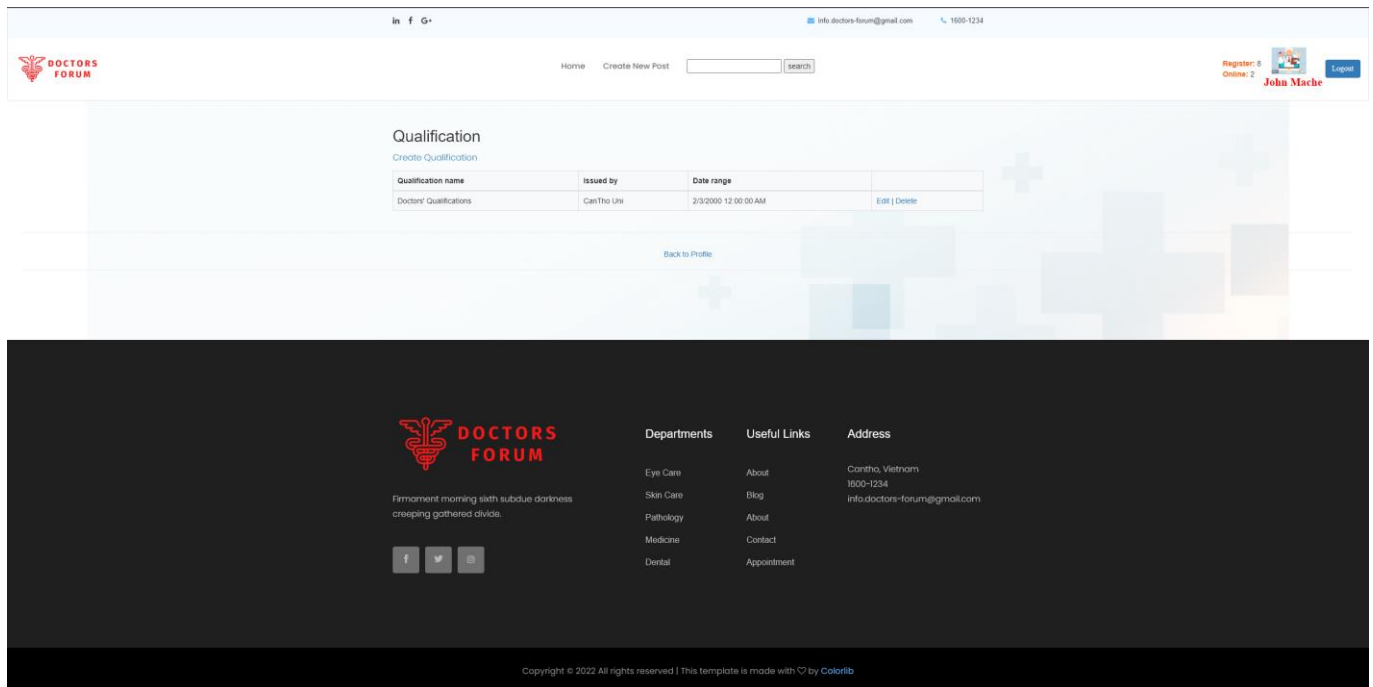 in f G+
info.doctors-forum@gmail.com 1600-1234
DOCTORS
FORUM
Home Create New Post search
Register: 8
Online: 2
John Mache
Logout
Qualification
Create Qualification
Qualification name Issued by Date range
Doctors' Qualifications CanTho Uni 2/3/2000 12:00:00 AM Edit | Delete
Back to Profile
DOCTORS
FORUM
Firmament morning sixth subdue darkness
creeping gathered divide.
f
Departments
Eye Care
Skin Care
Pathology
Medicine
Dental
Useful Links
About
Blog
About
Contact
Appointment
Address
Cantho, Vietnam
1600-1234
info.doctors-forum@gmail.com
Copyright © 2022 All rights reserved | This template is made with ♡ by Colorlib